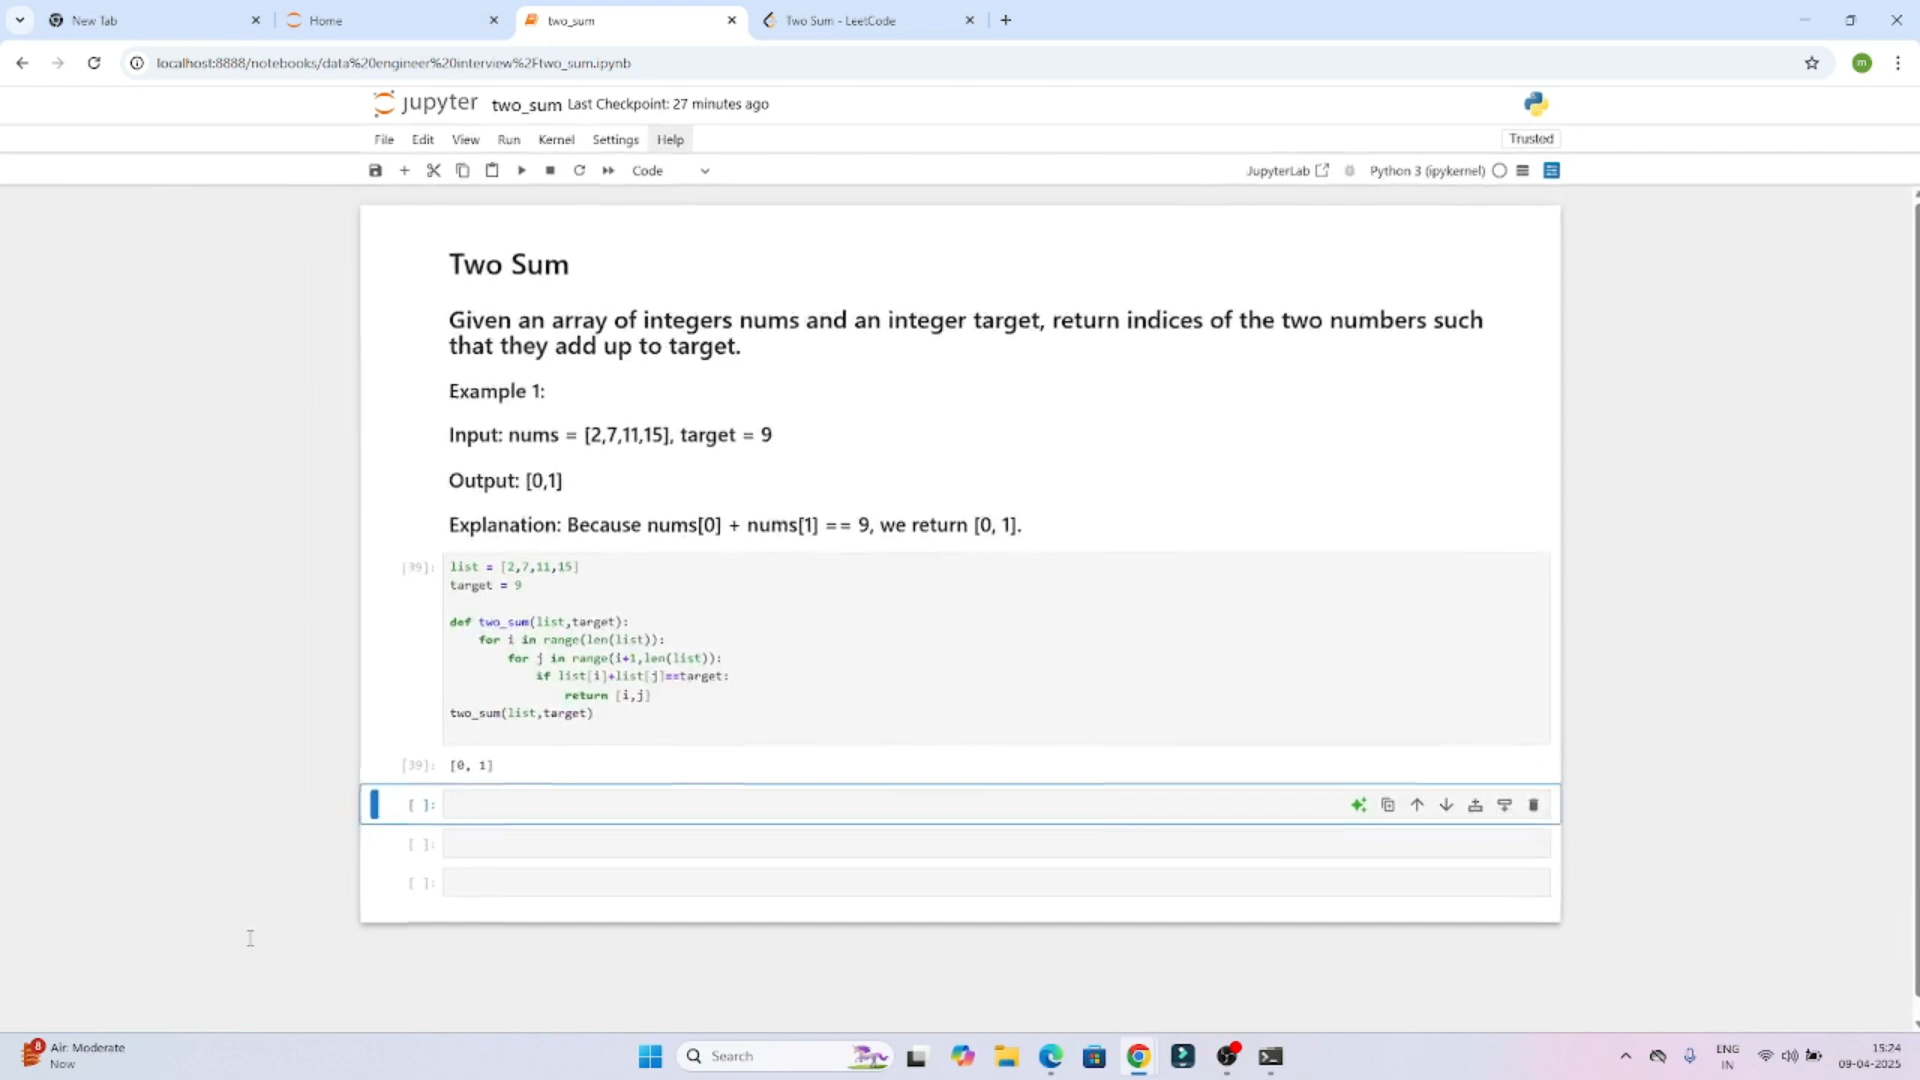 New Tab
Home
two_sum
Two Sum - LeetCode
localhost:8888/notebooks/data%20engineer%20interview%2Ftwo_sum.ipynb
m
jupyter two_sum Last Checkpoint: 27 minutes ago
File Edit View Run Kernel Settings Help
Trusted
Code
JupyterLab
Python 3 (ipykernel)
Two Sum
Given an array of integers nums and an integer target, return indices of the two numbers such
that they add up to target.
Example 1:
Input: nums = [2,7,11,15], target = 9
Output: [0,1]
Explanation: Because nums[0] + nums[1] == 9, we return [0, 1].
[39]: list = [2,7,11,15]
target = 9
def two_sum(list,target):
for i in range(len(list)):
for j in range(i+1,len(list)):
if list[i]+list[j]==target:
return [i,j]
two_sum(list,target)
[39]: [0, 1]
[ ]:
[ ]:
[ ]:
8
Air: Moderate
Now
Search
ENG
IN
15:24
09-04-2025